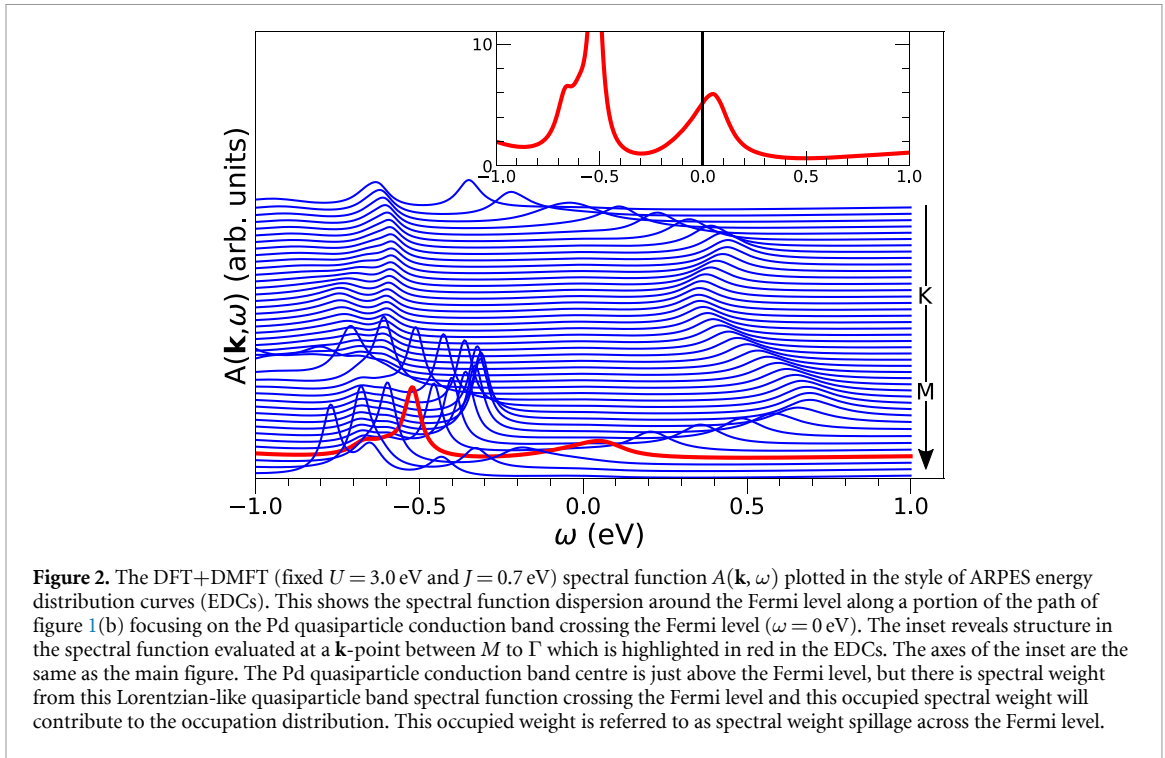 10
0
−1.0
−0.5
0.0
0.5
1.0
A(k,ω) (arb. units)
K
M
−1.0
−0.5
0.0
0.5
1.0
ω (eV)
Figure 2. The DFT+DMFT (fixed U = 3.0 eV and J = 0.7 eV) spectral function A(k, ω) plotted in the style of ARPES energy
distribution curves (EDCs). This shows the spectral function dispersion around the Fermi level along a portion of the path of
figure 1(b) focusing on the Pd quasiparticle conduction band crossing the Fermi level (ω = 0 eV). The inset reveals structure in
the spectral function evaluated at a k-point between M to Γ which is highlighted in red in the EDCs. The axes of the inset are the
same as the main figure. The Pd quasiparticle conduction band centre is just above the Fermi level, but there is spectral weight
from this Lorentzian-like quasiparticle band spectral function crossing the Fermi level and this occupied spectral weight will
contribute to the occupation distribution. This occupied weight is referred to as spectral weight spillage across the Fermi level.